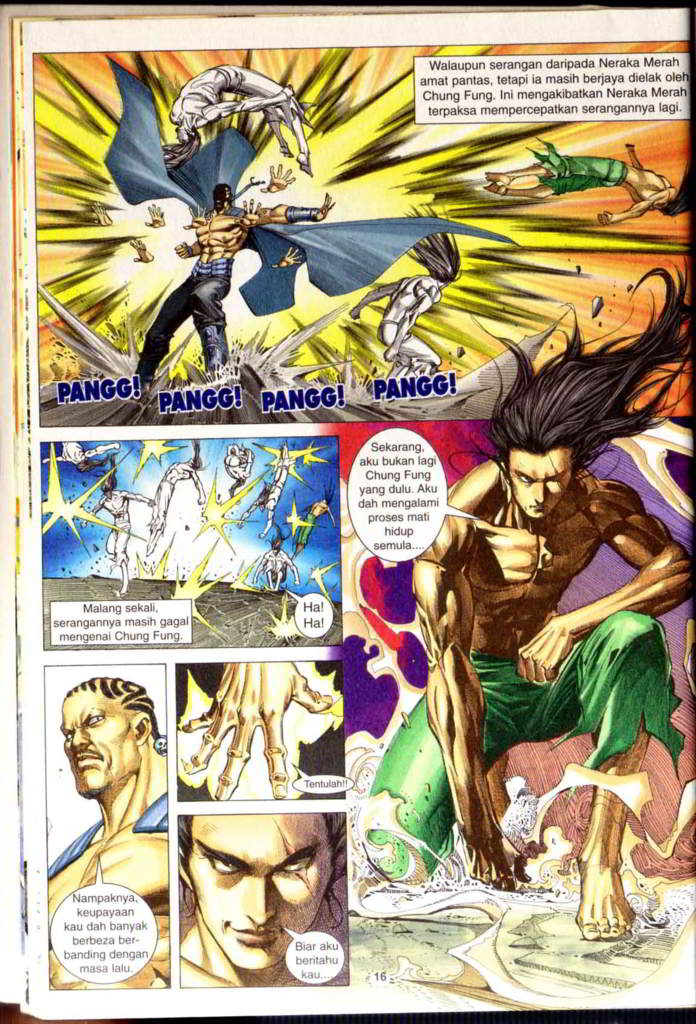 Walaupun serangan daripada Neraka Merah
amat pantas, tetapi ia masih berjaya dielak oleh
Chung Fung. Ini mengakibatkan Neraka Merah
terpaksa mempercepatkan serangannya lagi.
PANGG!
PANGG!
PANGG!
PANGG!
Malang sekali,
serangannya masih gagal
mengenai Chung Fung.
Ha!
Ha!
Sekarang,
aku bukan lagi
Chung Fung
yang dulu. Aku
dah mengalami
proses mati
hidup
semula....
Nampaknya,
keupayaan
kau dah banyak
berbeza ber-
banding dengan
masa lalu.
Tentulah!!
Biar aku
beritahu
kau....
- 16 -